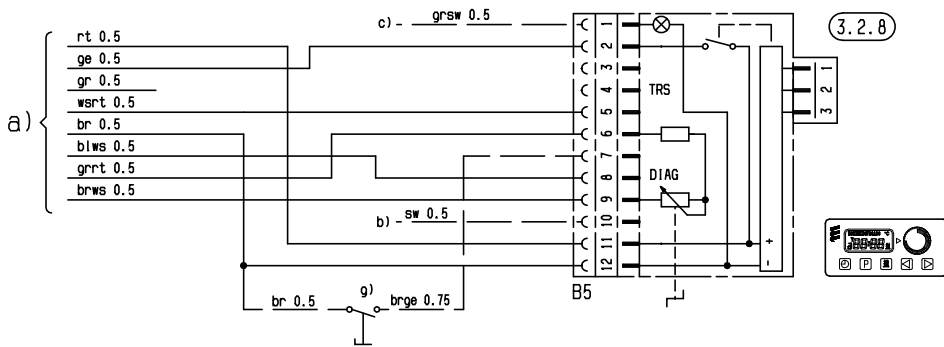 3.2.8
c)
grsw 0.5
a)
rt 0.5
ge 0.5
gr 0.5
wsrt 0.5
br 0.5
blws 0.5
grrt 0.5
brws 0.5
b)
sw 0.5
br 0.5
g)
brge 0.75
1
2
3
4
5
6
7
8
9
10
11
12
B5
TRS
DIAG
+
-
1
2
3
P